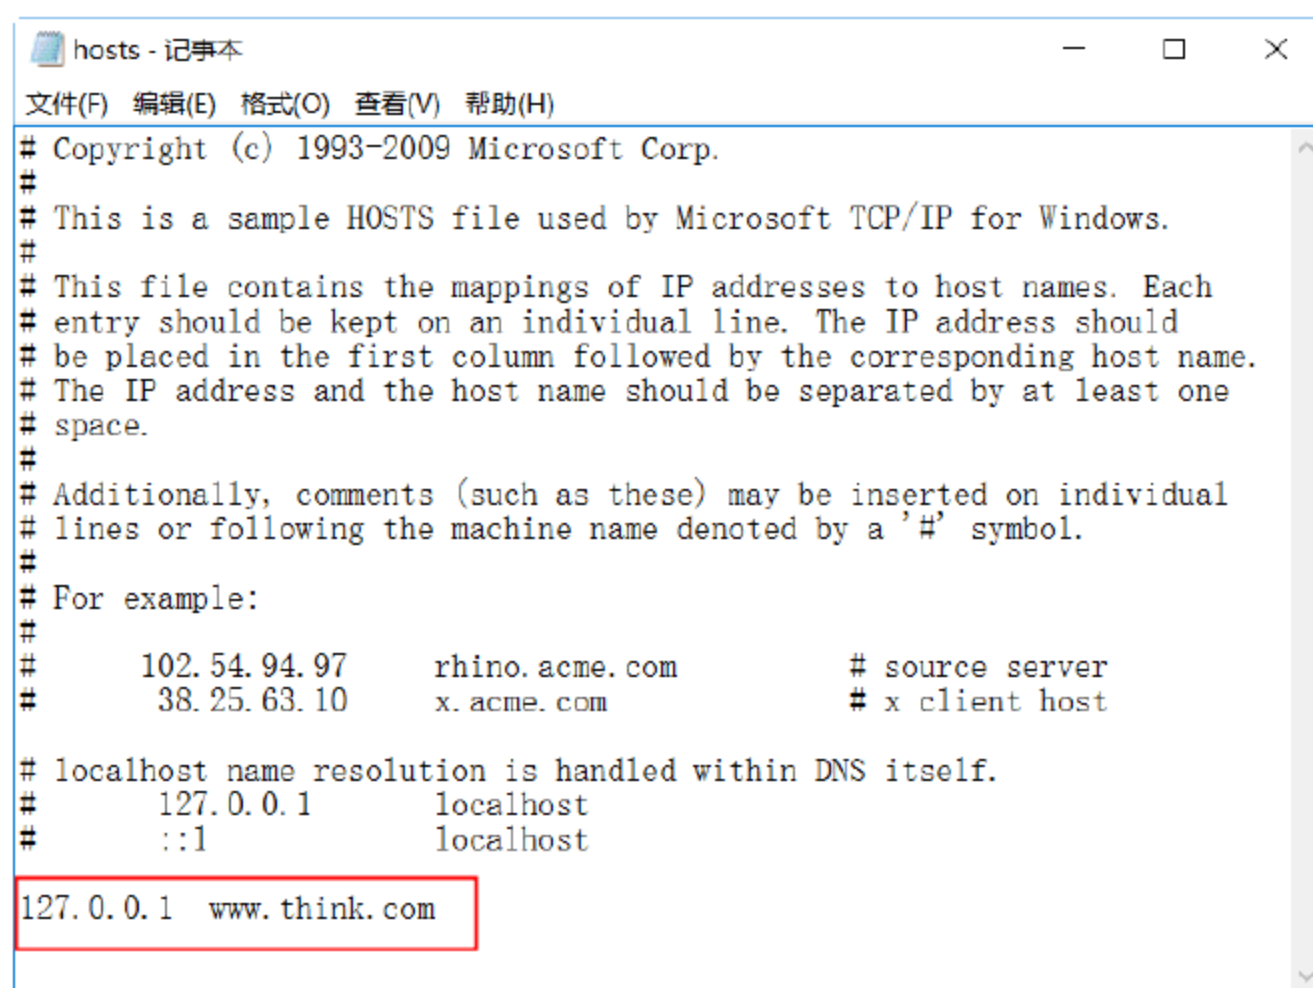 hosts - 记事本
文件(F) 编辑(E) 格式(O) 查看(V) 帮助(H)
# Copyright (c) 1993-2009 Microsoft Corp.
#
# This is a sample HOSTS file used by Microsoft TCP/IP for Windows.
#
# This file contains the mappings of IP addresses to host names. Each
# entry should be kept on an individual line. The IP address should
# be placed in the first column followed by the corresponding host name.
# The IP address and the host name should be separated by at least one
# space.
#
# Additionally, comments (such as these) may be inserted on individual
# lines or following the machine name denoted by a '#' symbol.
#
# For example:
#
#       102.54.94.97     rhino.acme.com          # source server
#        38.25.63.10     x.acme.com              # x client host
# localhost name resolution is handled within DNS itself.
#        127.0.0.1       localhost
#        ::1             localhost
127.0.0.1  www.think.com